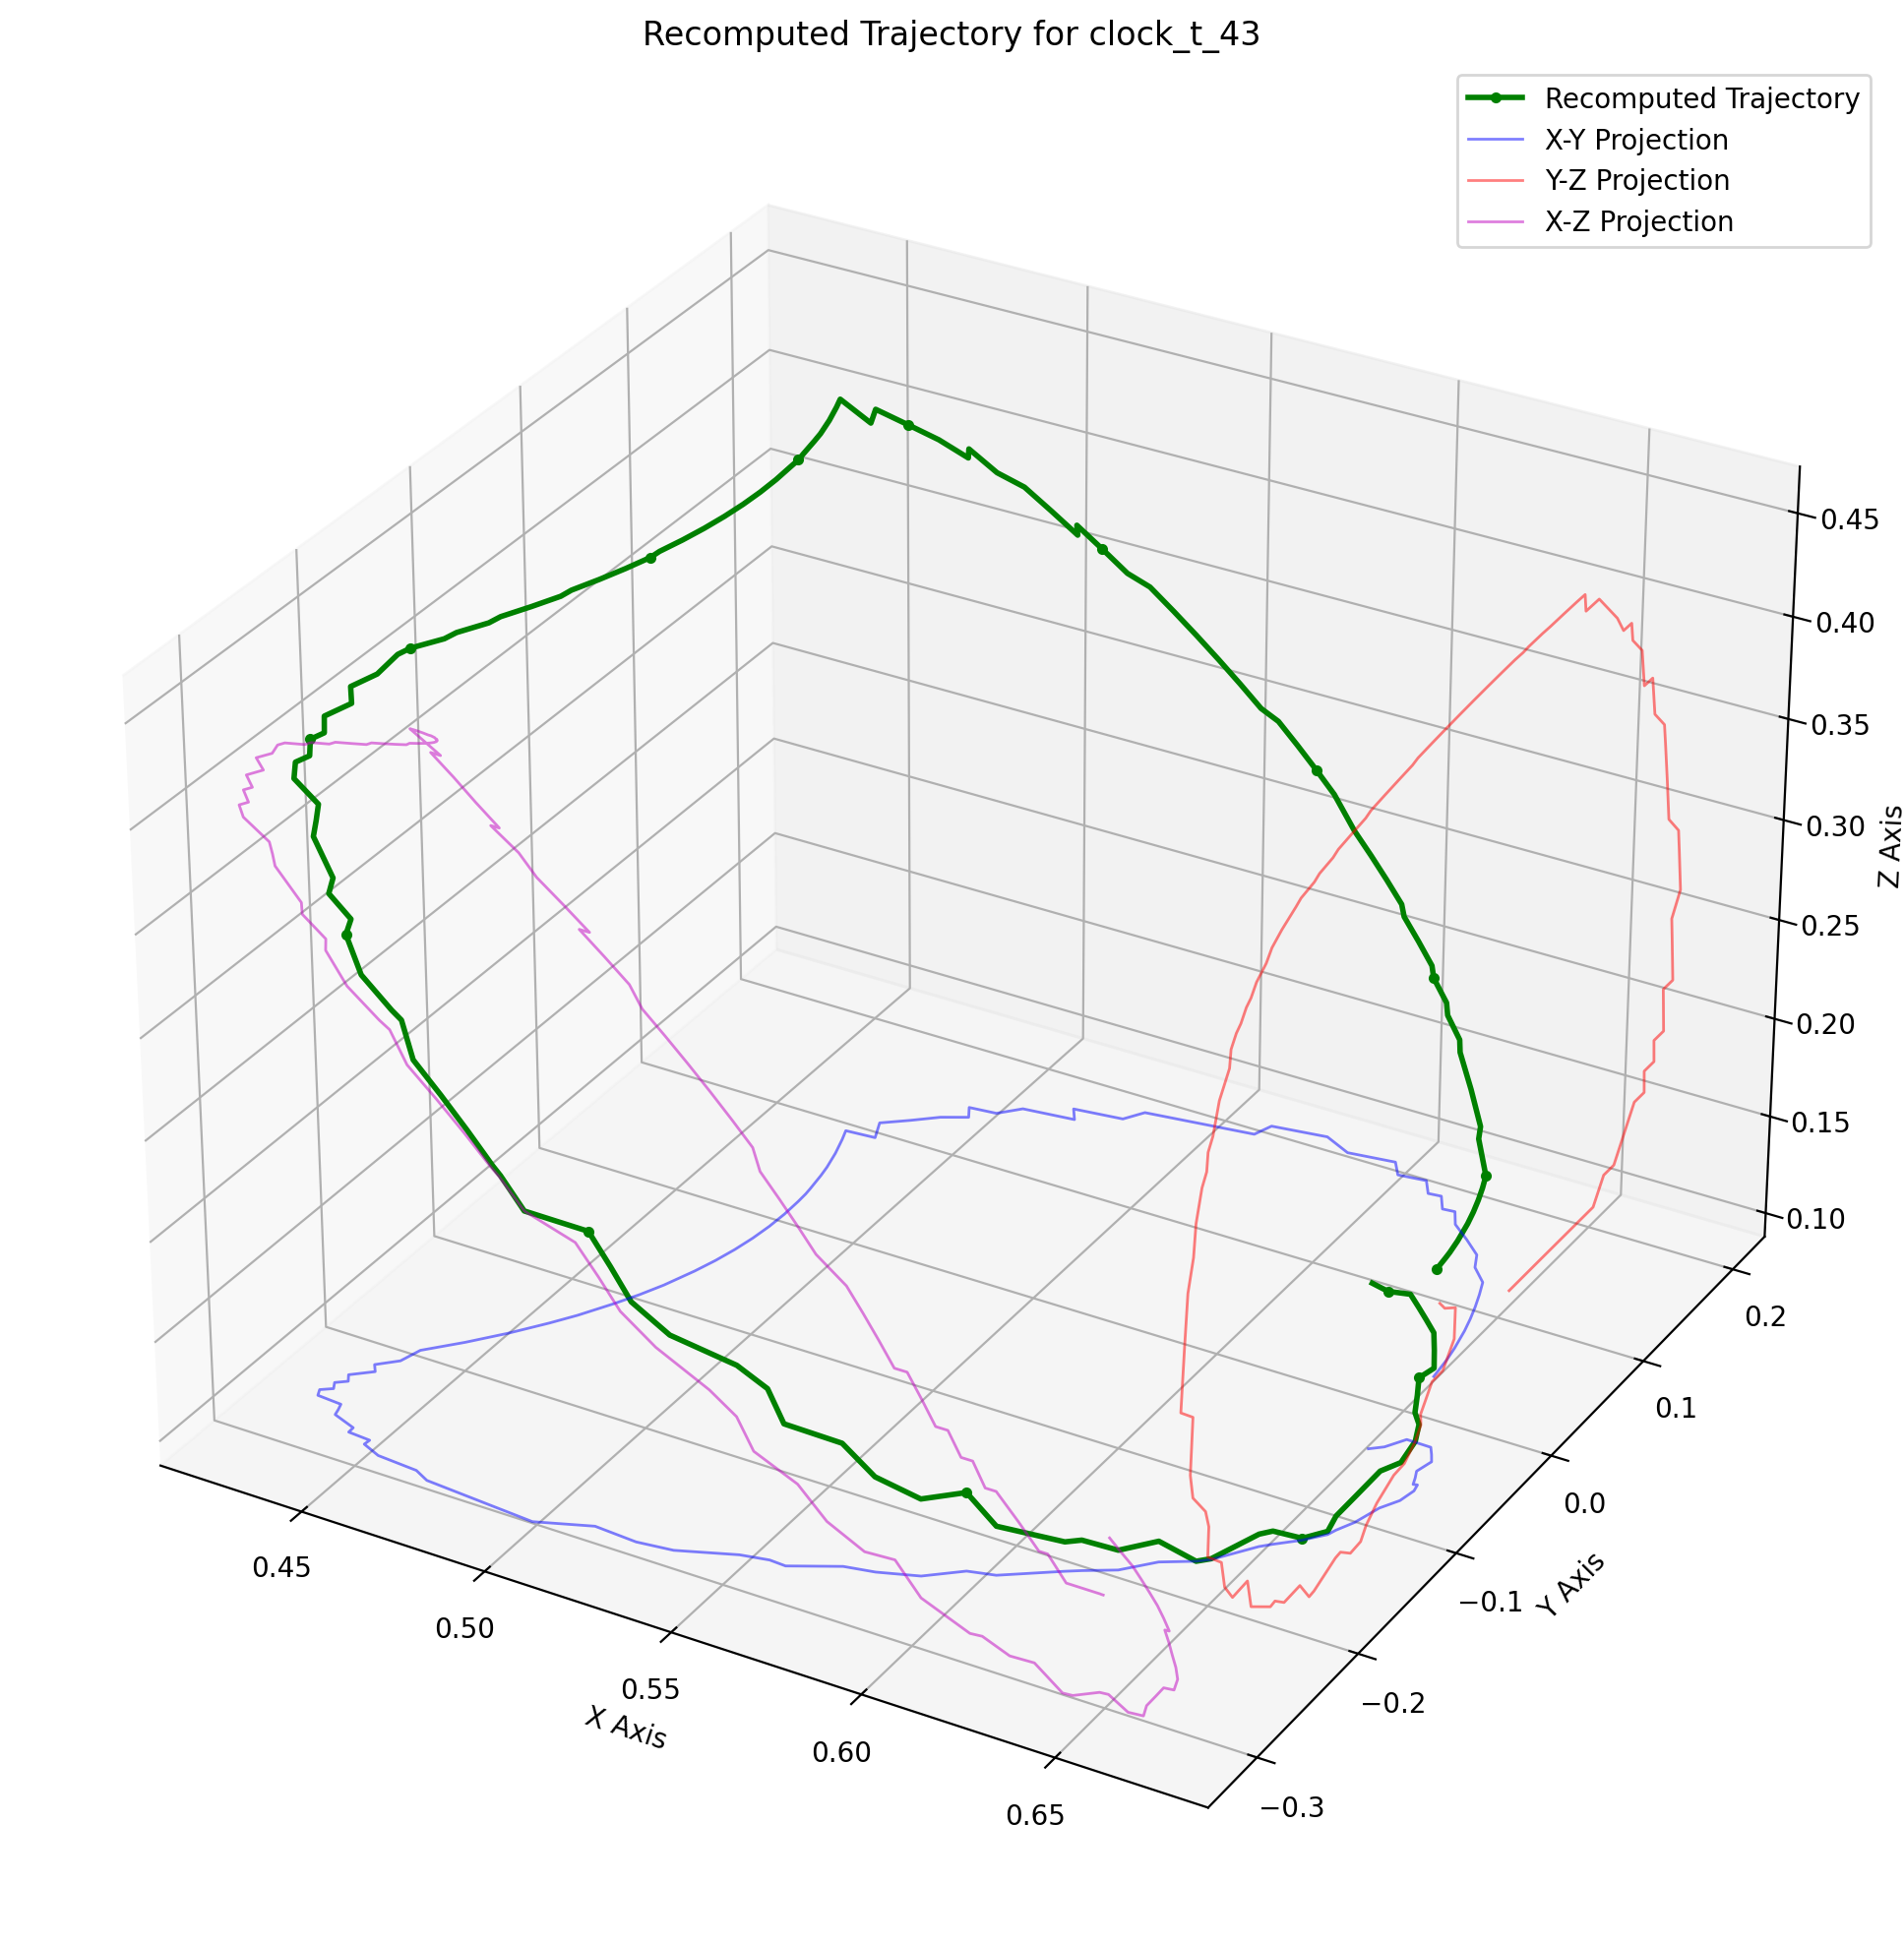 Recomputed Trajectory for clock_t_43
Recomputed Trajectory
X-Y Projection
Y-Z Projection
X-Z Projection
0.45
0.40
0.35
0.30
0.25
0.20
0.15
0.10
Z Axis
0.2
0.1
0.0
−0.1
−0.2
−0.3
Y Axis
0.45
0.50
0.55
0.60
0.65
X Axis